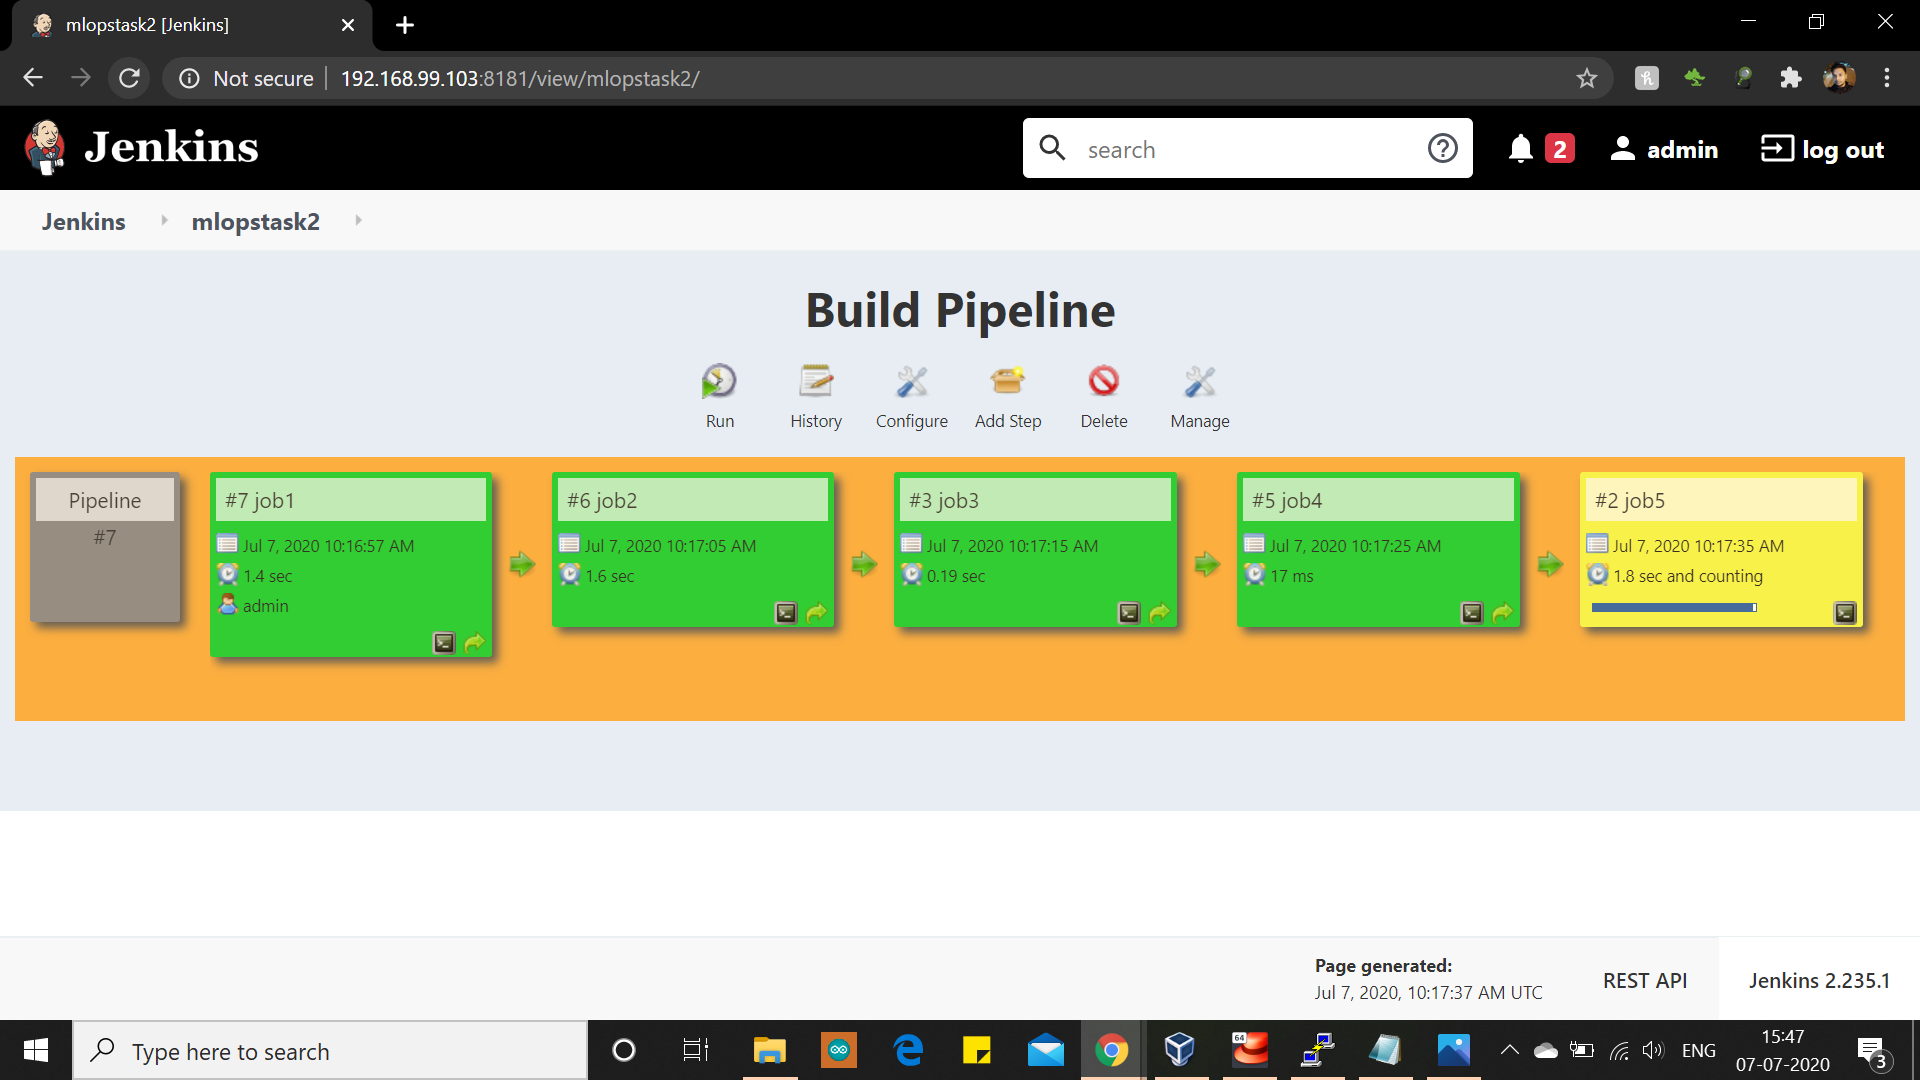 mlopstask2 [Jenkins]
Not secure
192.168.99.103:8181/view/mlopstask2/
Jenkins
search
2
admin
log out
Jenkins
mlopstask2
Build Pipeline
Run
History
Configure
Add Step
Delete
Manage
Pipeline
#7
#7 job1
Jul 7, 2020 10:16:57 AM
1.4 sec
admin
#6 job2
Jul 7, 2020 10:17:05 AM
1.6 sec
#3 job3
Jul 7, 2020 10:17:15 AM
0.19 sec
#5 job4
Jul 7, 2020 10:17:25 AM
17 ms
#2 job5
Jul 7, 2020 10:17:35 AM
1.8 sec and counting
Page generated:
Jul 7, 2020, 10:17:37 AM UTC
REST API
Jenkins 2.235.1
Type here to search
64
ENG
15:47
07-07-2020
3